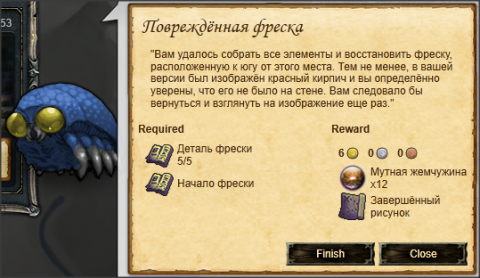 53
Повреждённая фреска
"Вам удалось собрать все элементы и восстановить фреску,
расположенную к югу от этого места. Тем не менее, в вашей
версии был изображён красный кирпич и вы определённо
уверены, что его не было на стене. Вам следовало бы
вернуться и взглянуть на изображение еще раз."
Required
Деталь фрески
5/5
Начало фрески
Reward
6 0 0
Мутная жемчужина
x12
Завершённый
рисунок
Finish Close